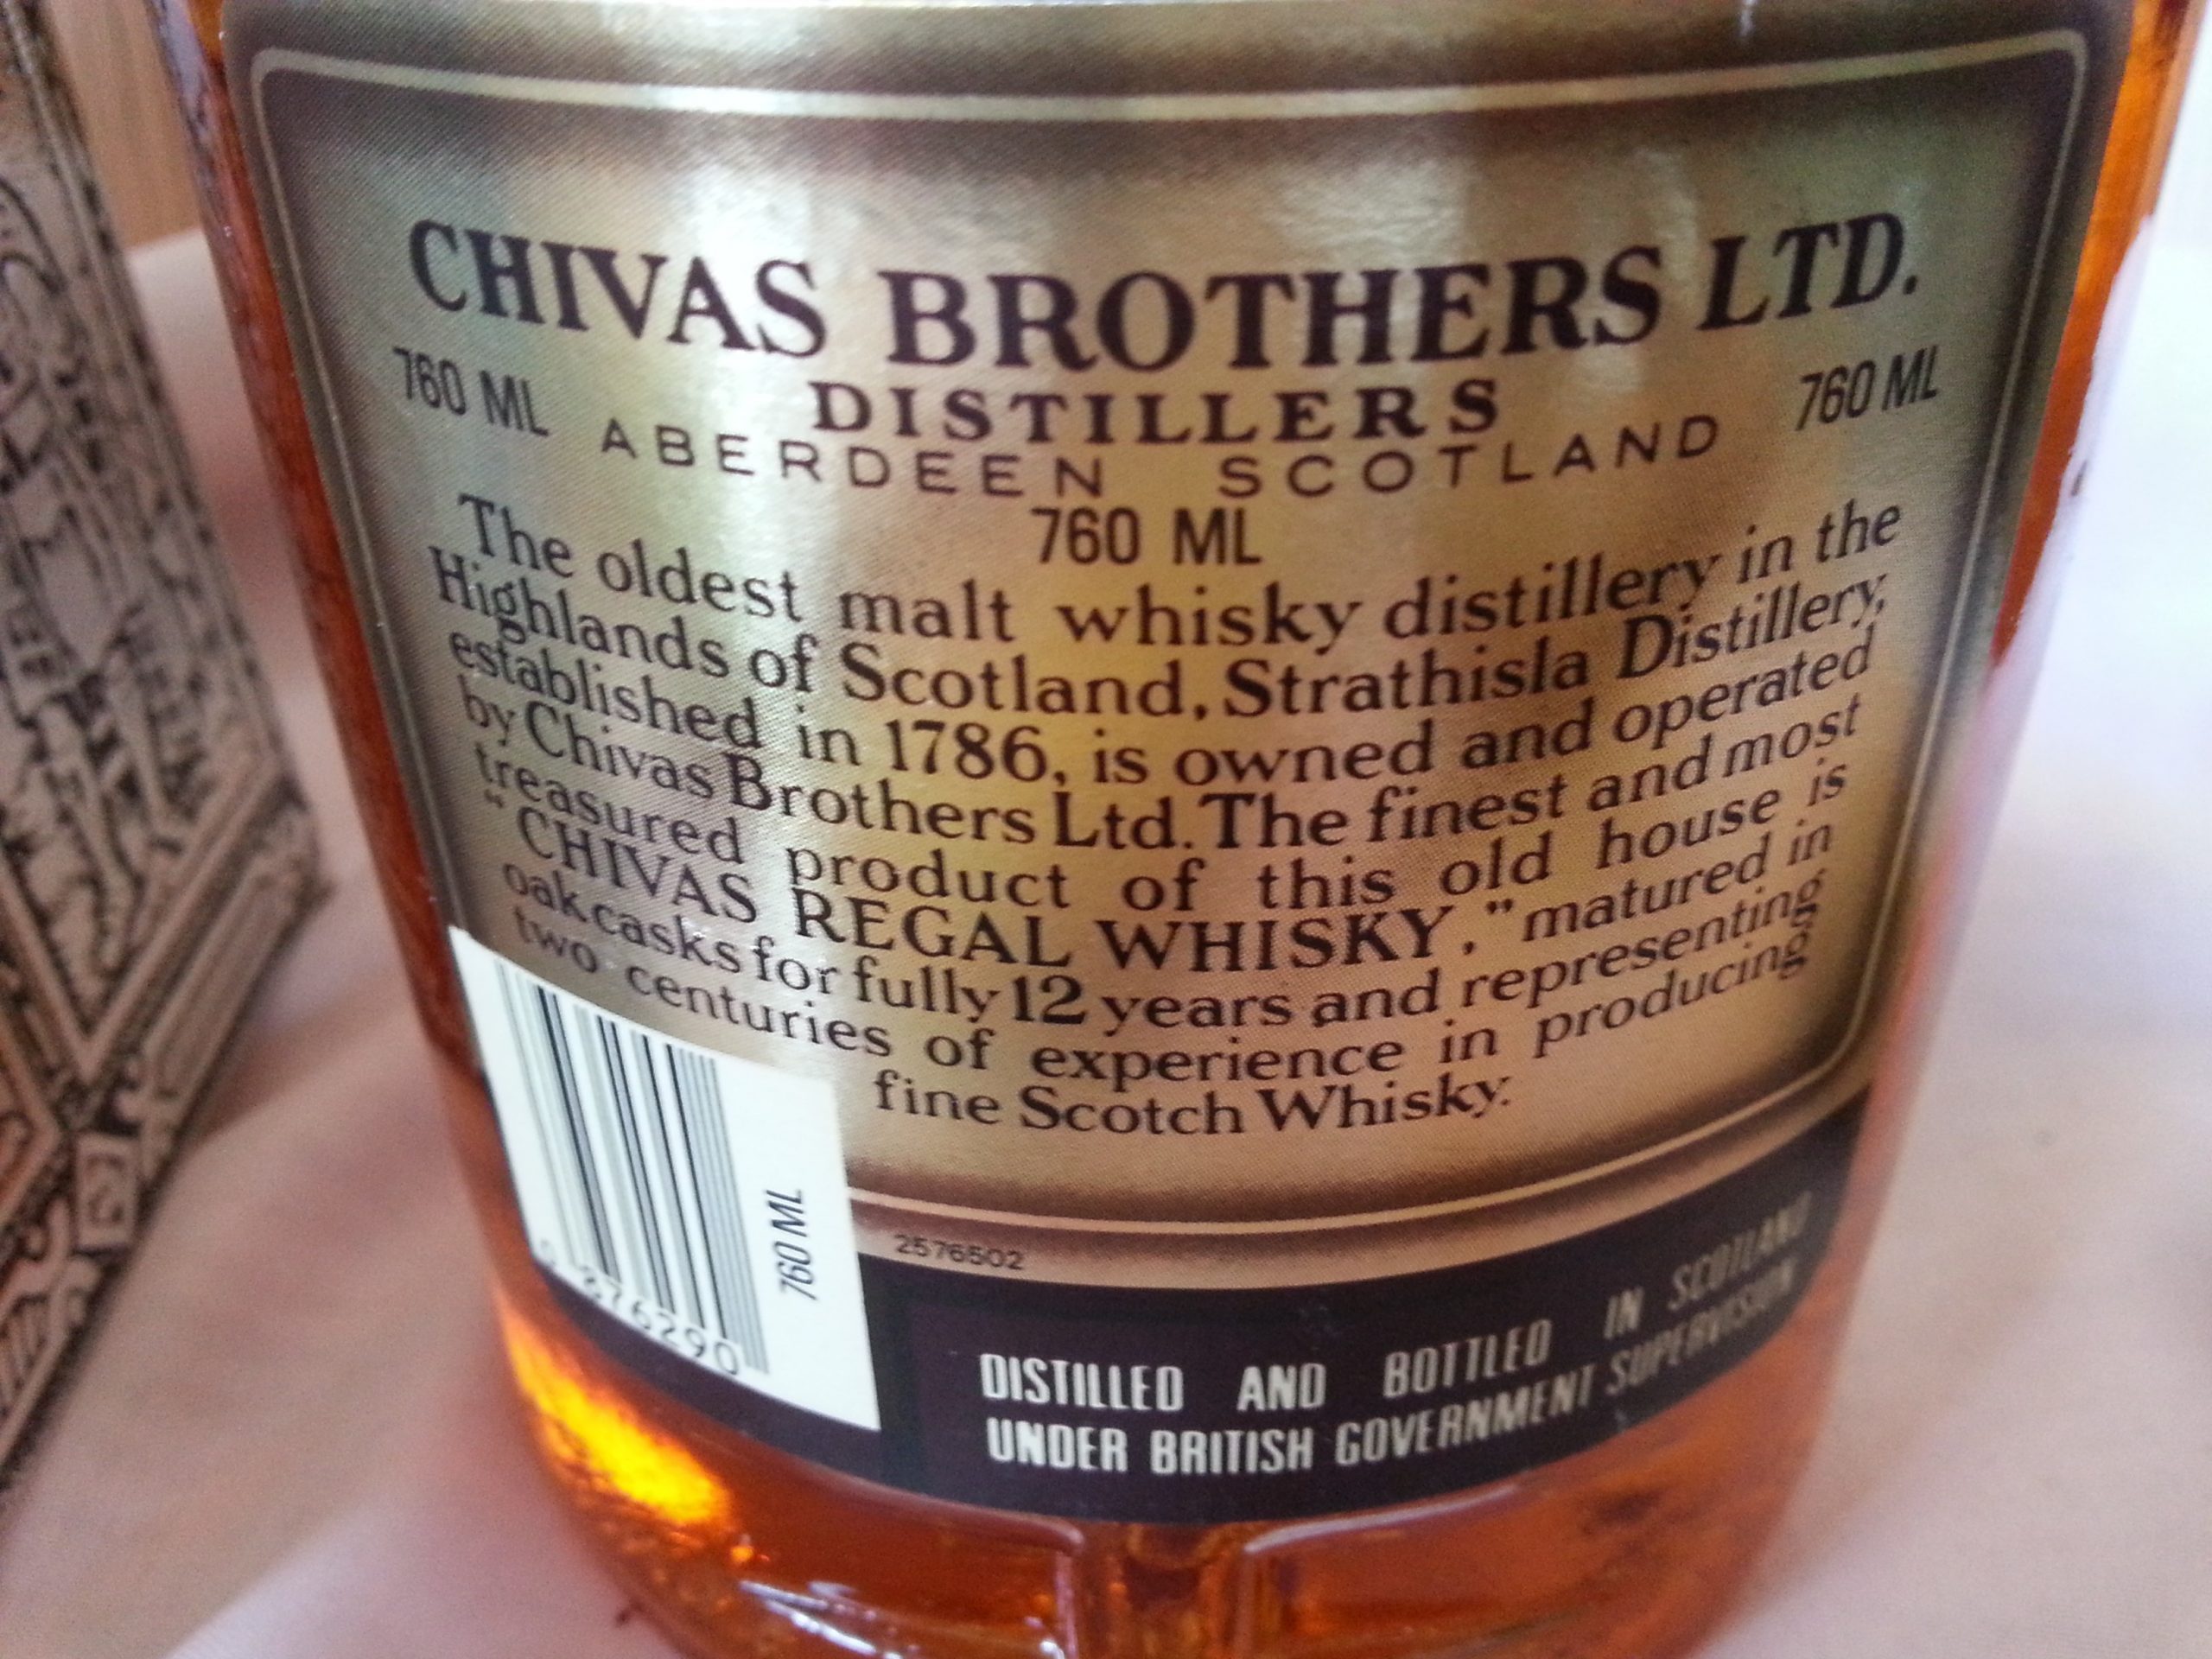 CHIVAS BROTHERS LTD.
DISTILLERS
760 ML
760 ML
ABERDEEN SCOTLAND
760 ML
The oldest malt whisky distillery in the
Highlands of Scotland, Strathisla Distillery,
established in 1786, is owned and operated
by Chivas Brothers Ltd. The finest and most
treasured product of this old house is
"CHIVAS REGAL WHISKY," matured in
oak casks for fully 12 years and representing
two centuries of experience in producing
fine Scotch Whisky.
760 ML
2576502
DISTILLED AND BOTTLED IN SCOTLAND
UNDER BRITISH GOVERNMENT SUPERVISION